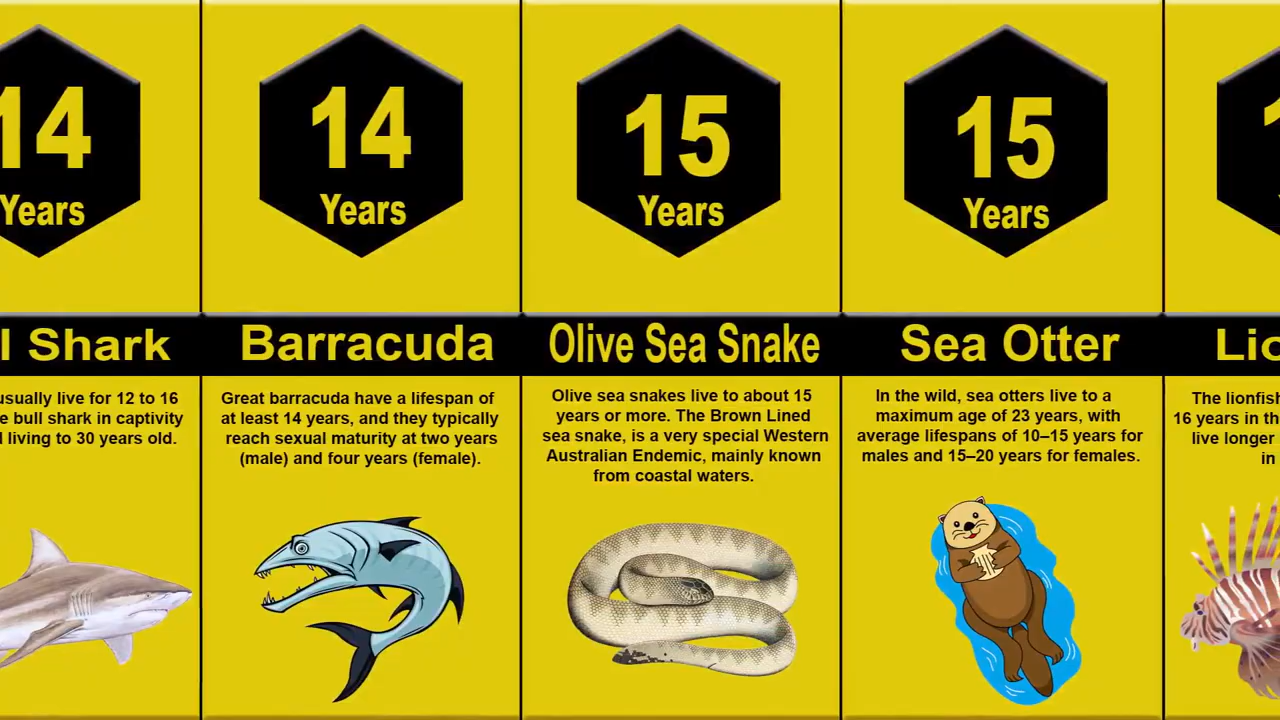 14
Years
l Shark
usually live for 12 to 16
e bull shark in captivity
living to 30 years old.
14
Years
Barracuda
Great barracuda have a lifespan of
at least 14 years, and they typically
reach sexual maturity at two years
(male) and four years (female).
15
Years
Olive Sea Snake
Olive sea snakes live to about 15
years or more. The Brown Lined
sea snake, is a very special Western
Australian Endemic, mainly known
from coastal waters.
15
Years
Sea Otter
In the wild, sea otters live to a
maximum age of 23 years, with
average lifespans of 10–15 years for
males and 15–20 years for females.
1
Lio
The lionfish
16 years in th
live longer
in